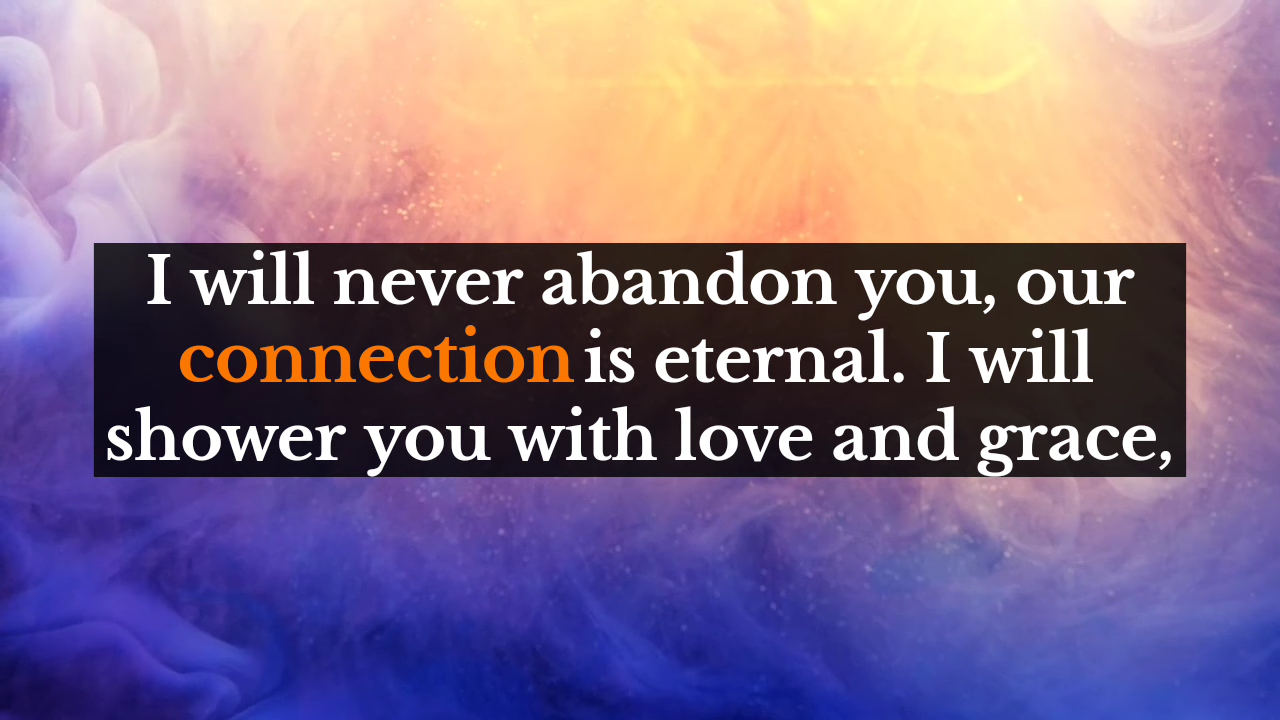 I will never abandon you, our
connection is eternal. I will
shower you with love and grace,